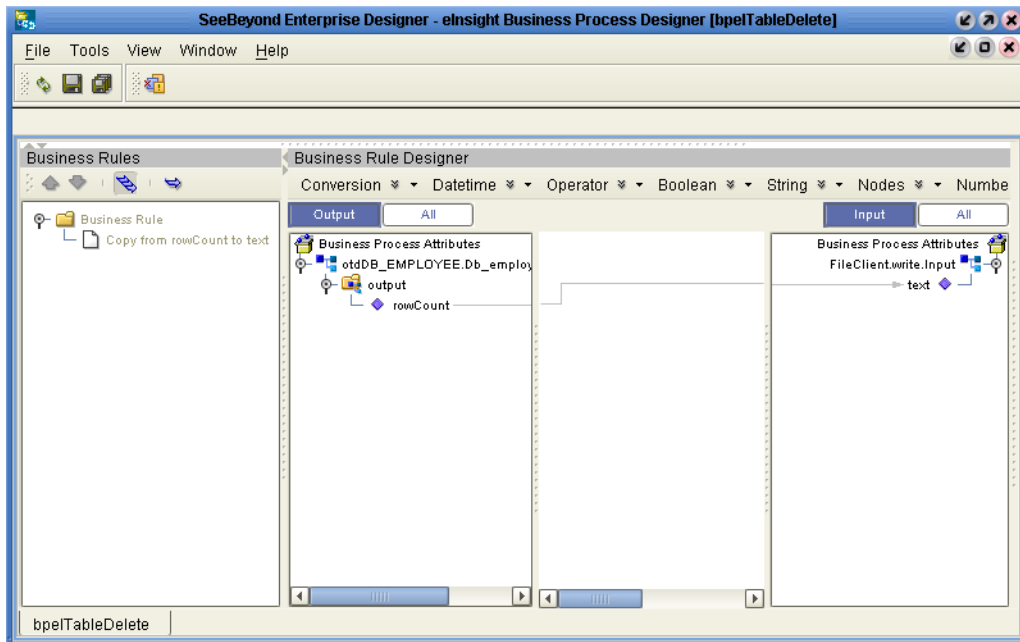 SeeBeyond Enterprise Designer - eInsight Business Process Designer [bpelTableDelete]
File Tools View Window Help
Business Rules
Business Rule Designer
Conversion Datetime Operator Boolean String Nodes Numbe
Output All Input All
Business Rule
Copy from rowCount to text
Business Process Attributes
otdDB_EMPLOYEE.Db_employ
output
rowCount
Business Process Attributes
FileClient.write.Input
text
bpelTableDelete